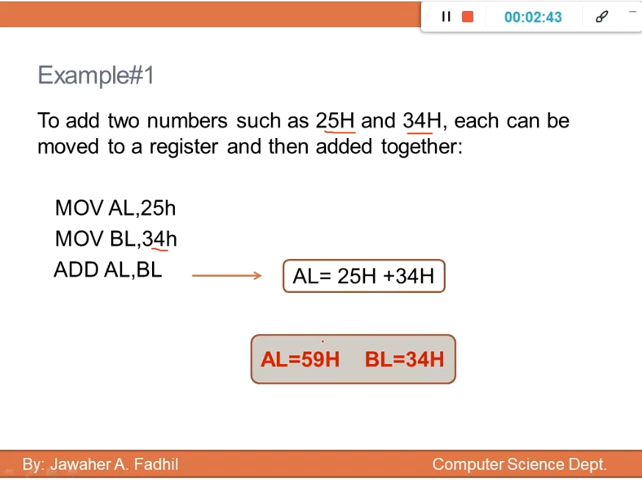 00:02:43
Example#1
To add two numbers such as 25H and 34H, each can be
moved to a register and then added together:
MOV AL,25h
MOV BL,34h
ADD AL,BL
AL= 25H +34H
AL=59H BL=34H
By: Jawaher A. Fadhil
Computer Science Dept.